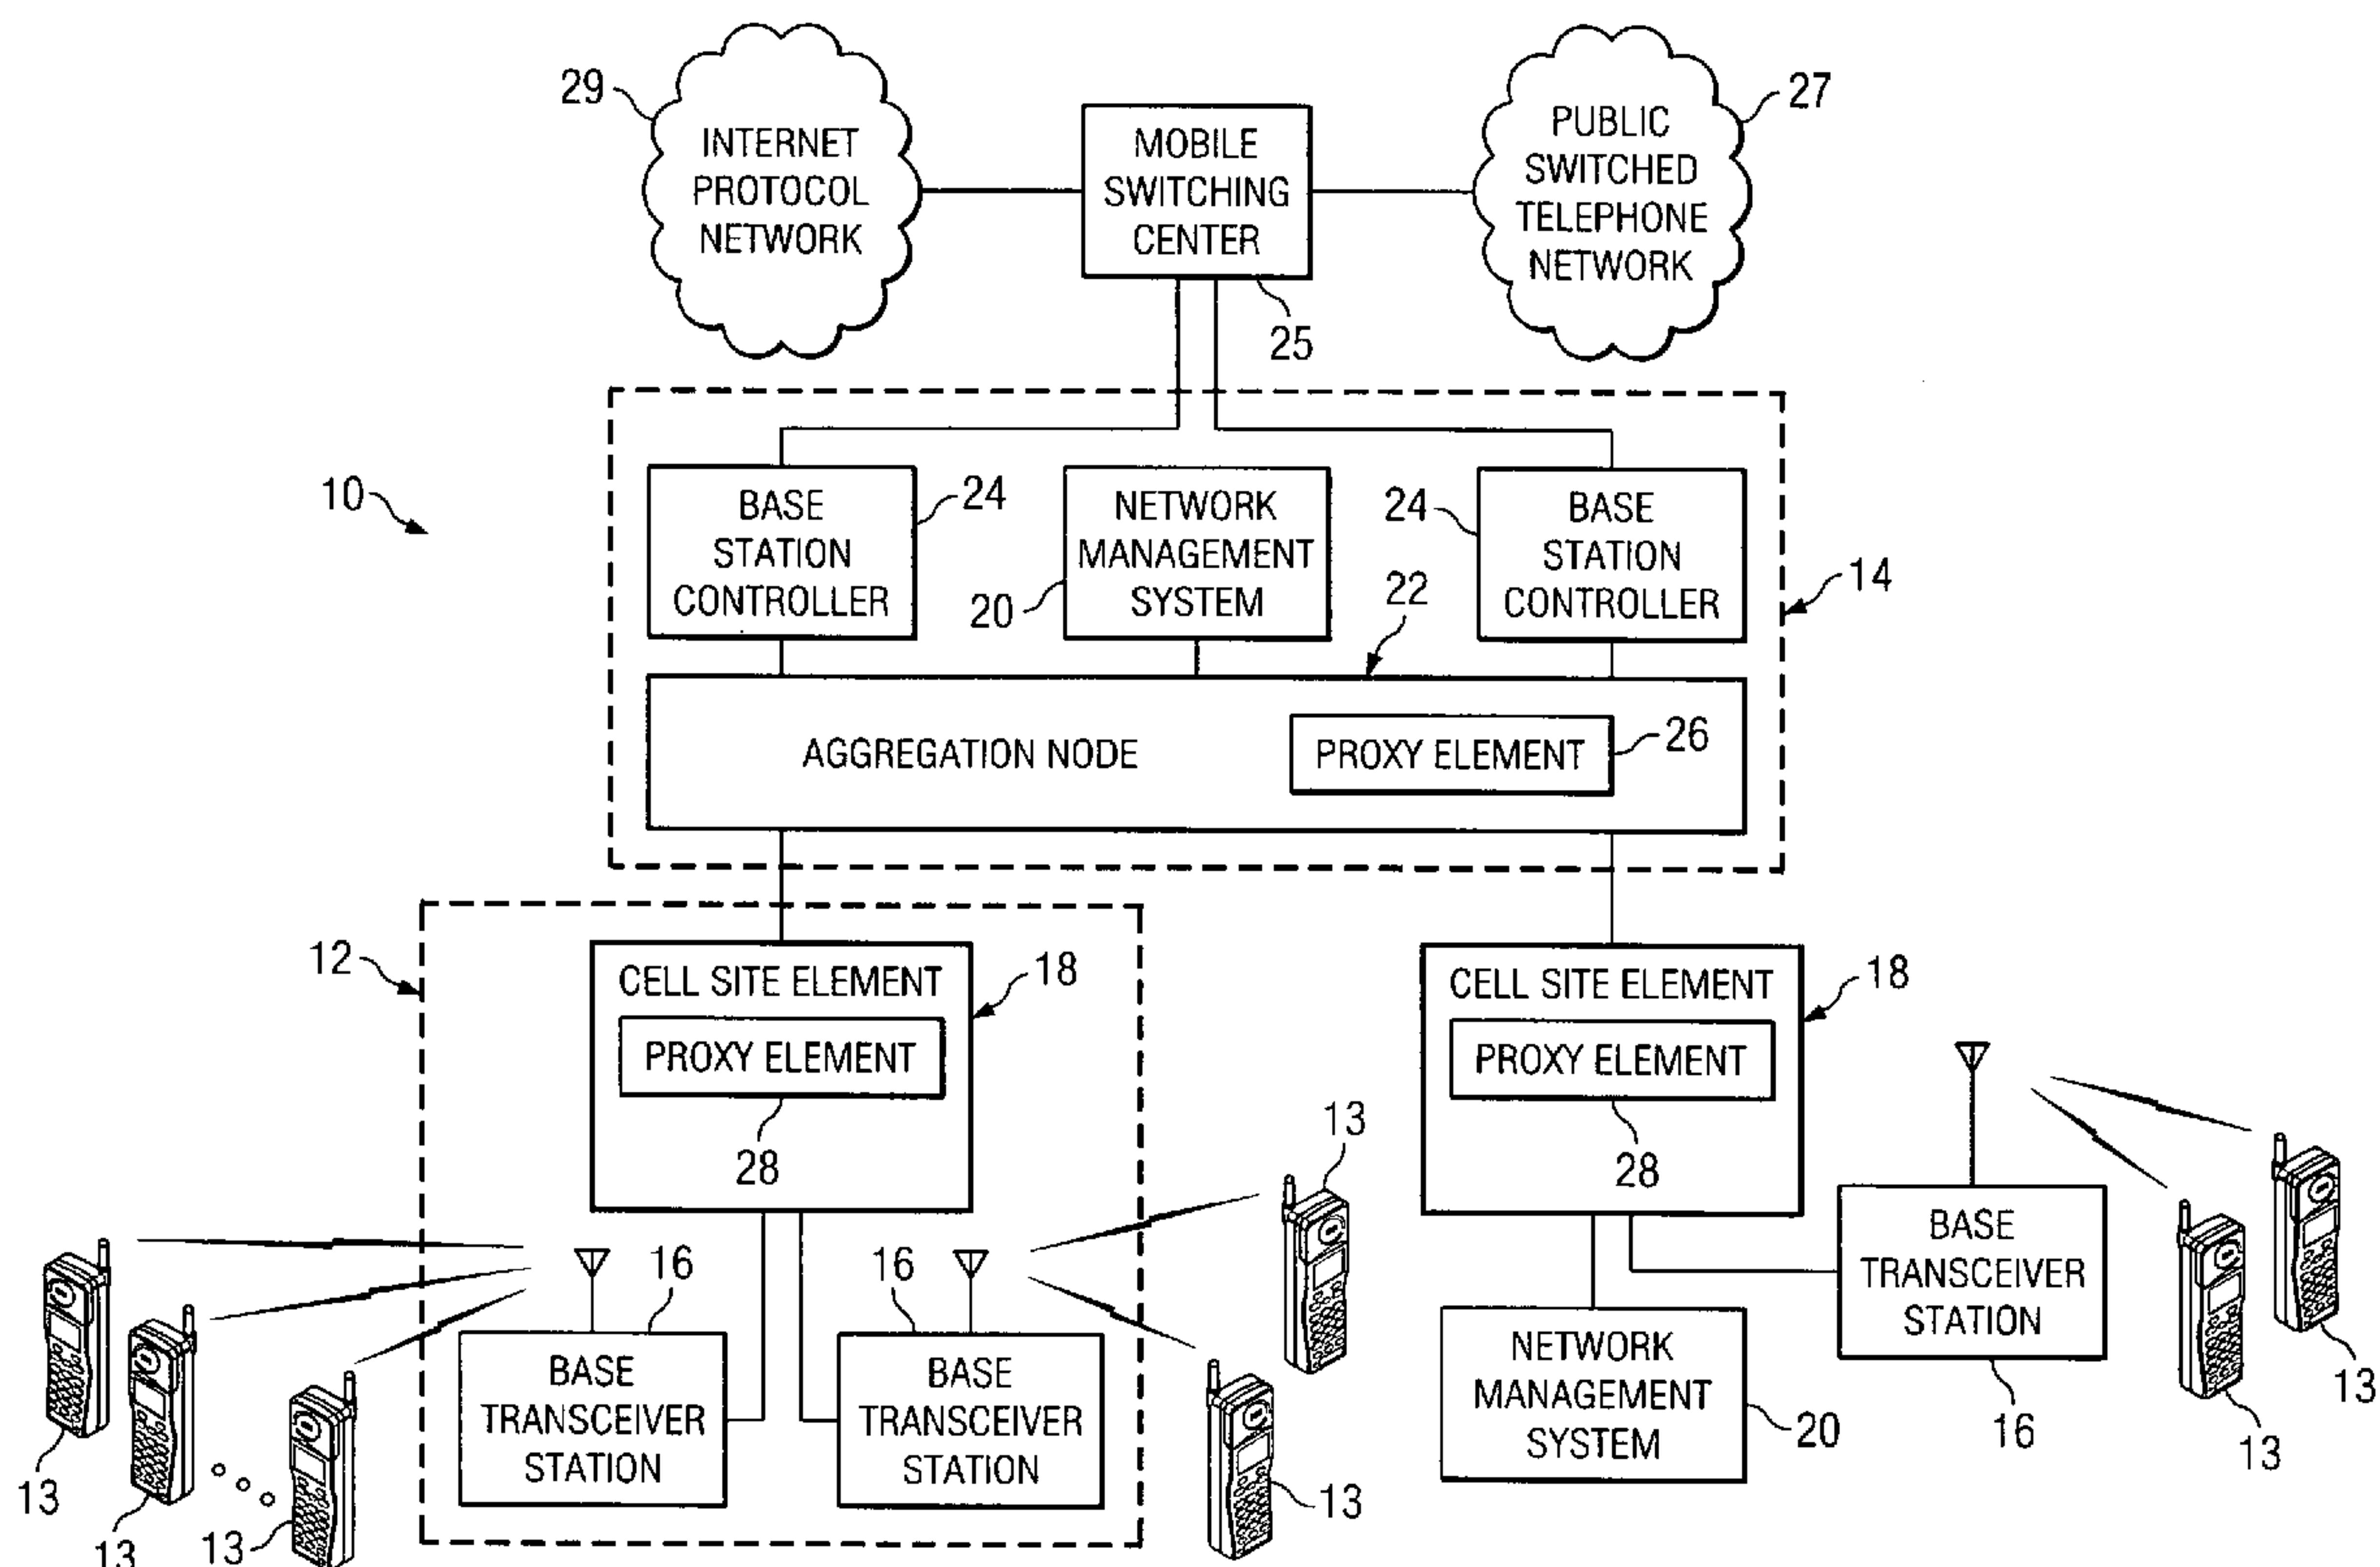 29
INTERNET
PROTOCOL
NETWORK
MOBILE
SWITCHING
CENTER
25
PUBLIC
SWITCHED
TELEPHONE
NETWORK
27
10
BASE
STATION
CONTROLLER
24
NETWORK
MANAGEMENT
SYSTEM
20
22
24
BASE
STATION
CONTROLLER
14
AGGREGATION NODE
PROXY ELEMENT
26
12
CELL SITE ELEMENT
18
PROXY ELEMENT
28
CELL SITE ELEMENT
18
PROXY ELEMENT
28
13
16
BASE
TRANSCEIVER
STATION
16
BASE
TRANSCEIVER
STATION
BASE
TRANSCEIVER
STATION
16
NETWORK
MANAGEMENT
SYSTEM
20
13
13
13
13
13
13